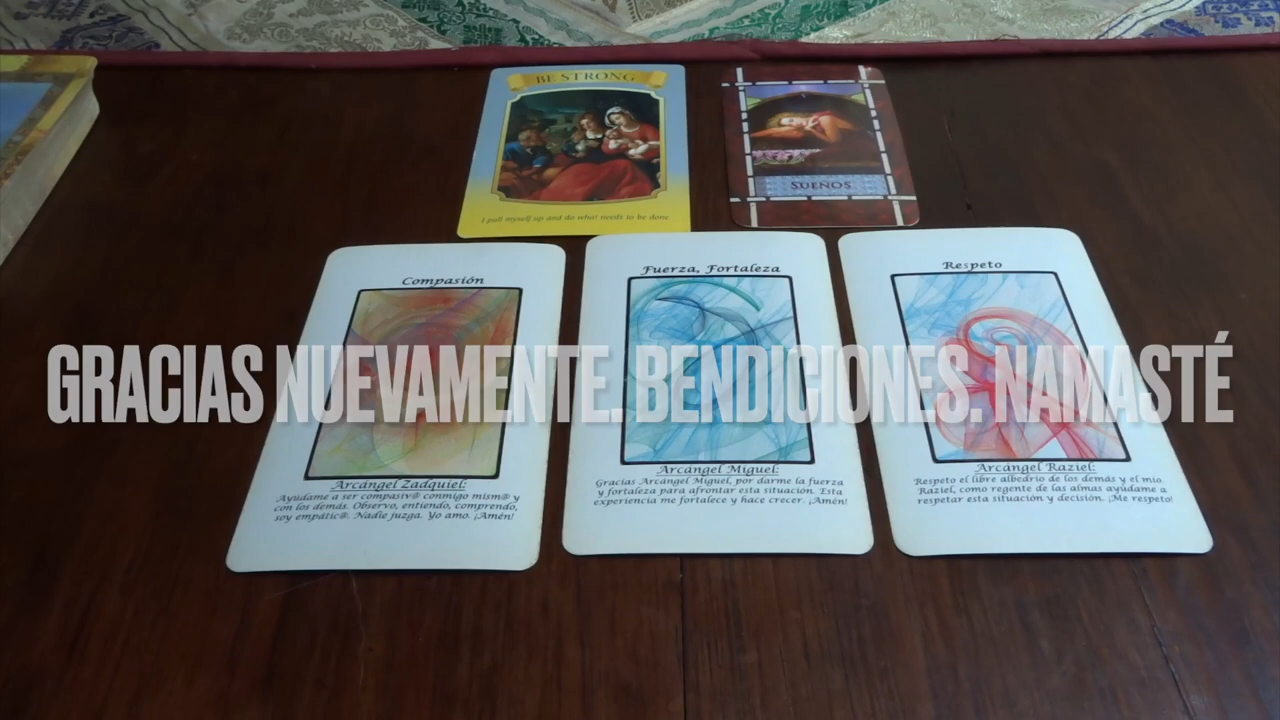 BE STRONG
I pull myself up and do what needs to be done.
SUEÑOS
Compasión
Arcángel Zadquiel:
Ayúdame a ser compasiv@ conmigo mism@ y
con los demás. Observo, entiendo, comprendo,
soy empátic@. Nadie juzga. Yo amo. ¡Amén!
Fuerza, Fortaleza
Arcángel Miguel:
Gracias Arcángel Miguel, por darme la fuerza
y fortaleza para afrontar esta situación. Esta
experiencia me fortalece y hace crecer. ¡Amén!
Respeto
Arcángel Raziel:
Respeto el libre albedrio de los demás y el mio.
Raziel, como regente de las almas ayúdame a
respetar esta situación y decisión. ¡Me respeto!
GRACIAS NUEVAMENTE. BENDICIONES. NAMASTÉ